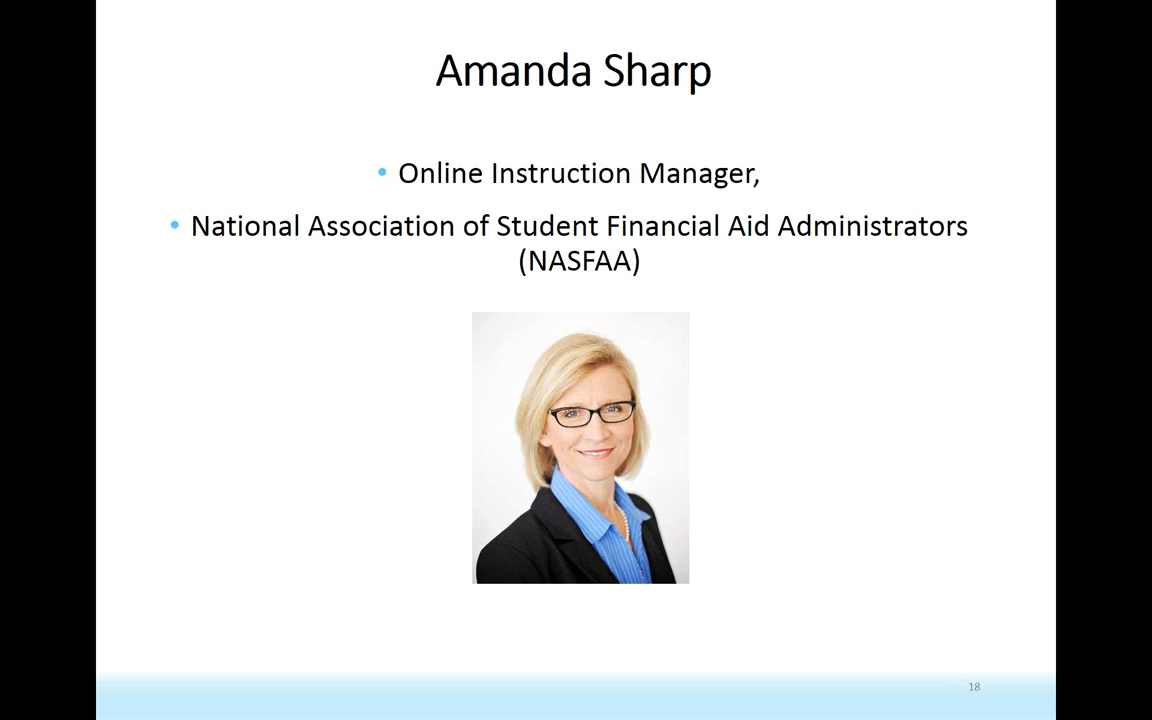 Amanda Sharp
• Online Instruction Manager,
• National Association of Student Financial Aid Administrators
(NASFAA)
18